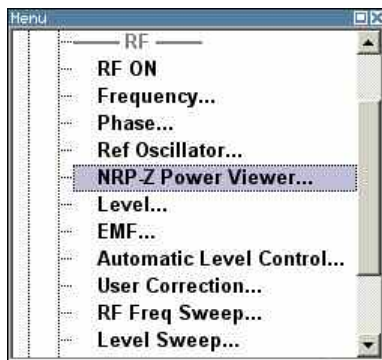 Menu
RF
RF ON
Frequency...
Phase...
Ref Oscillator...
NRP-Z Power Viewer...
Level...
EMF...
Automatic Level Control...
User Correction...
RF Freq Sweep...
Level Sweep...